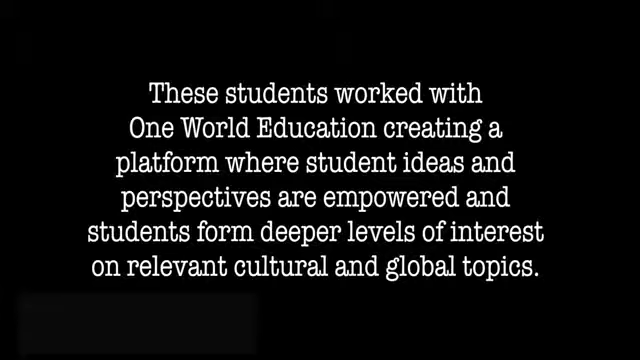 These students worked with
One World Education creating a
platform where student ideas and
perspectives are empowered and
students form deeper levels of interest
on relevant cultural and global topics.